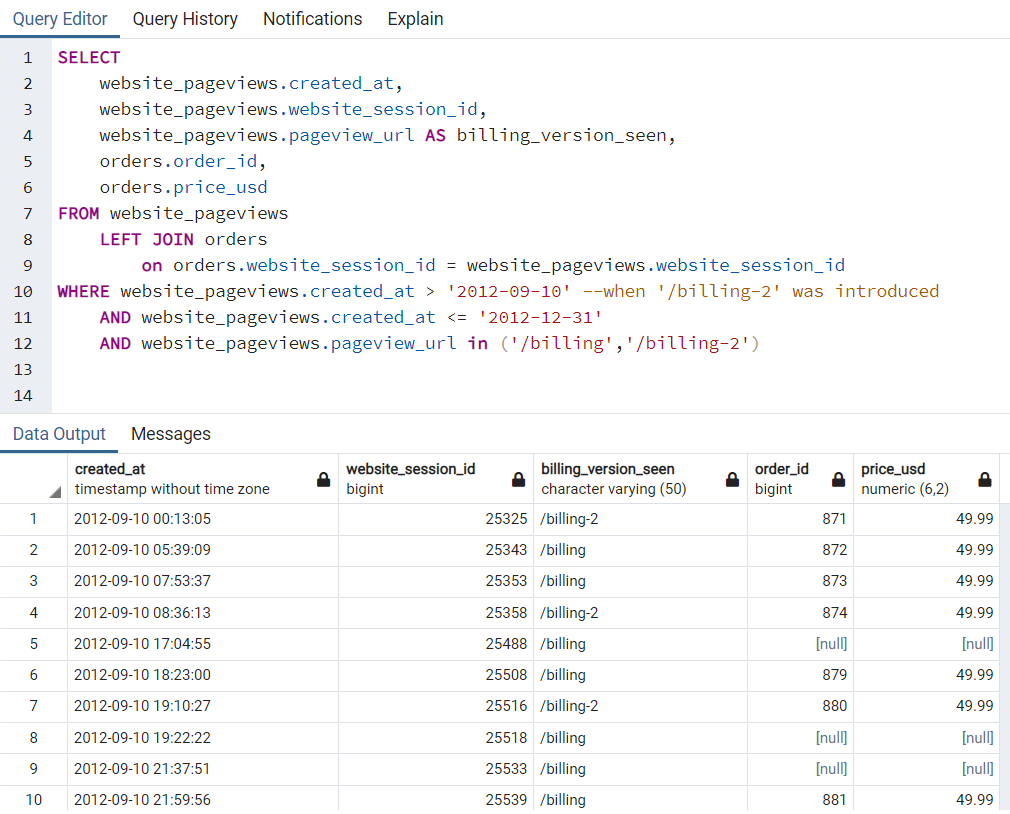 Query Editor Query History Notifications Explain
1 SELECT
2 website_pageviews.created_at,
3 website_pageviews.website_session_id,
4 website_pageviews.pageview_url AS billing_version_seen,
5 orders.order_id,
6 orders.price_usd
7 FROM website_pageviews
8 LEFT JOIN orders
9 on orders.website_session_id = website_pageviews.website_session_id
10 WHERE website_pageviews.created_at > '2012-09-10' --when '/billing-2' was introduced
11 AND website_pageviews.created_at <= '2012-12-31'
12 AND website_pageviews.pageview_url in ('/billing','/billing-2')
13
14
Data Output Messages
created_at website_session_id billing_version_seen order_id price_usd
timestamp without time zone bigint character varying (50) bigint numeric (6,2)
1 2012-09-10 00:13:05 25325 /billing-2 871 49.99
2 2012-09-10 05:39:09 25343 /billing 872 49.99
3 2012-09-10 07:53:37 25353 /billing 873 49.99
4 2012-09-10 08:36:13 25358 /billing-2 874 49.99
5 2012-09-10 17:04:55 25488 /billing [null] [null]
6 2012-09-10 18:23:00 25508 /billing 879 49.99
7 2012-09-10 19:10:27 25516 /billing-2 880 49.99
8 2012-09-10 19:22:22 25518 /billing [null] [null]
9 2012-09-10 21:37:51 25533 /billing [null] [null]
10 2012-09-10 21:59:56 25539 /billing 881 49.99